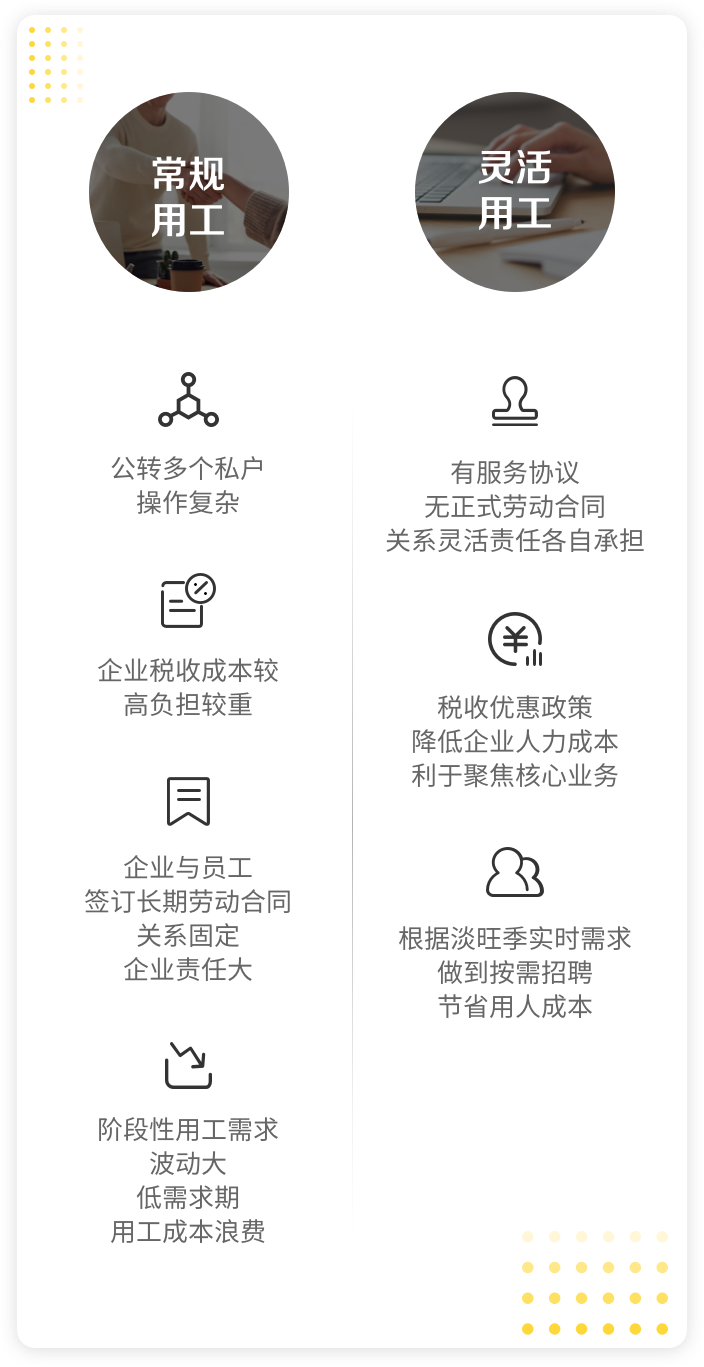 常规
用工
公转多个私户
操作复杂
企业税收成本较
高负担较重
企业与员工
签订长期劳动合同
关系固定
企业责任大
阶段性用工需求
波动大
低需求期
用工成本浪费
灵活
用工
有服务协议
无正式劳动合同
关系灵活责任各自承担
税收优惠政策
降低企业人力成本
利于聚焦核心业务
根据淡旺季实时需求
做到按需招聘
节省用人成本